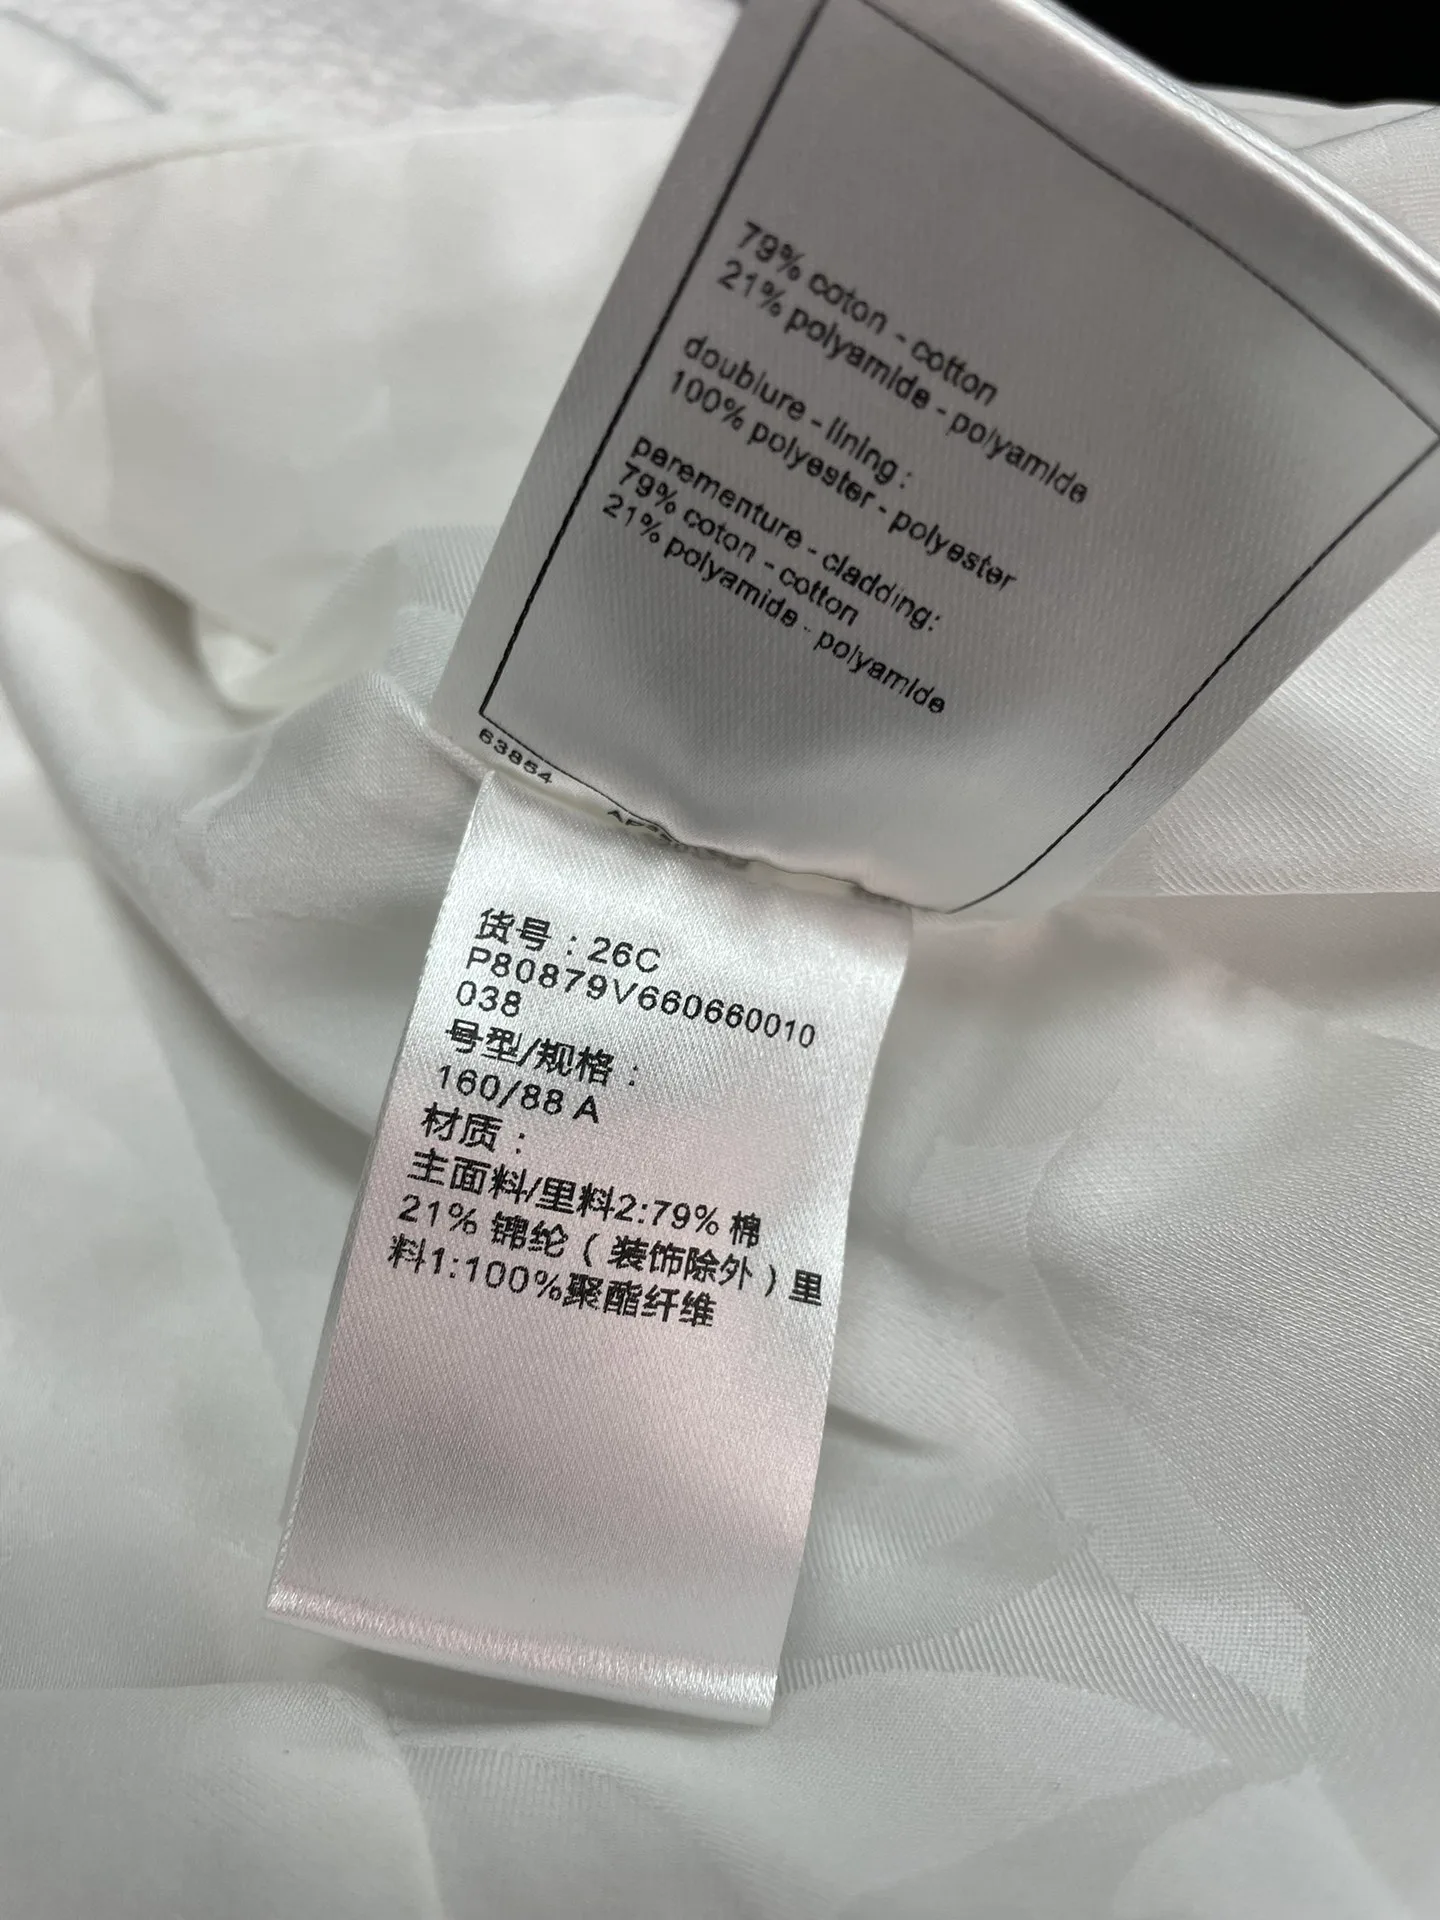 79% coton - cotton
21% polyamide - polyamide
doublure - lining :
100% polyester - polyester
parementure - cladding:
79% coton - cotton
21% polyamide - polyamide
63854
货号：26C
P80879V660660010
038
号型/规格：
160/88 A
材质：
主面料/里料2:79% 棉
21% 锦纶（装饰除外）里
料1:100%聚酯纤维